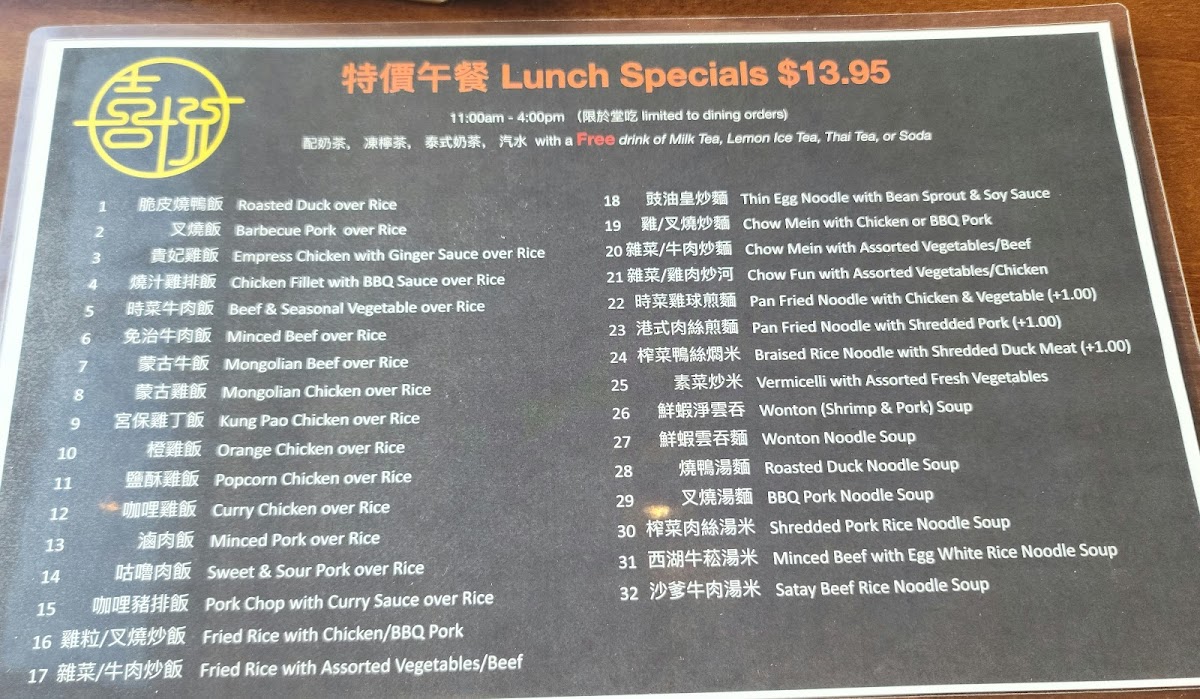 喜悅
特價午餐 Lunch Specials $13.95
11:00am - 4:00pm (限於堂吃 limited to dining orders)
配奶茶, 凍檸茶, 泰式奶茶, 汽水 with a Free drink of Milk Tea, Lemon Ice Tea, Thai Tea, or Soda
1 脆皮燒鴨飯 Roasted Duck over Rice
2 叉燒飯 Barbecue Pork over Rice
3 貴妃雞飯 Empress Chicken with Ginger Sauce over Rice
4 燒汁雞排飯 Chicken Fillet with BBQ Sauce over Rice
5 時菜牛肉飯 Beef & Seasonal Vegetable over Rice
6 免治牛肉飯 Minced Beef over Rice
7 蒙古牛飯 Mongolian Beef over Rice
8 蒙古雞飯 Mongolian Chicken over Rice
9 宮保雞丁飯 Kung Pao Chicken over Rice
10 橙雞飯 Orange Chicken over Rice
11 鹽酥雞飯 Popcorn Chicken over Rice
12 咖哩雞飯 Curry Chicken over Rice
13 滷肉飯 Minced Pork over Rice
14 咕嚕肉飯 Sweet & Sour Pork over Rice
15 咖哩豬排飯 Pork Chop with Curry Sauce over Rice
16 雞粒/叉燒炒飯 Fried Rice with Chicken/BBQ Pork
17 雜菜/牛肉炒飯 Fried Rice with Assorted Vegetables/Beef
18 豉油皇炒麵 Thin Egg Noodle with Bean Sprout & Soy Sauce
19 雞/叉燒炒麵 Chow Mein with Chicken or BBQ Pork
20 雜菜/牛肉炒麵 Chow Mein with Assorted Vegetables/Beef
21 雜菜/雞肉炒河 Chow Fun with Assorted Vegetables/Chicken
22 時菜雞球煎麵 Pan Fried Noodle with Chicken & Vegetable (+1.00)
23 港式肉絲煎麵 Pan Fried Noodle with Shredded Pork (+1.00)
24 榨菜鴨絲燜米 Braised Rice Noodle with Shredded Duck Meat (+1.00)
25 素菜炒米 Vermicelli with Assorted Fresh Vegetables
26 鮮蝦淨雲吞 Wonton (Shrimp & Pork) Soup
27 鮮蝦雲吞麵 Wonton Noodle Soup
28 燒鴨湯麵 Roasted Duck Noodle Soup
29 叉燒湯麵 BBQ Pork Noodle Soup
30 榨菜肉絲湯米 Shredded Pork Rice Noodle Soup
31 西湖牛菘湯米 Minced Beef with Egg White Rice Noodle Soup
32 沙爹牛肉湯米 Satay Beef Rice Noodle Soup